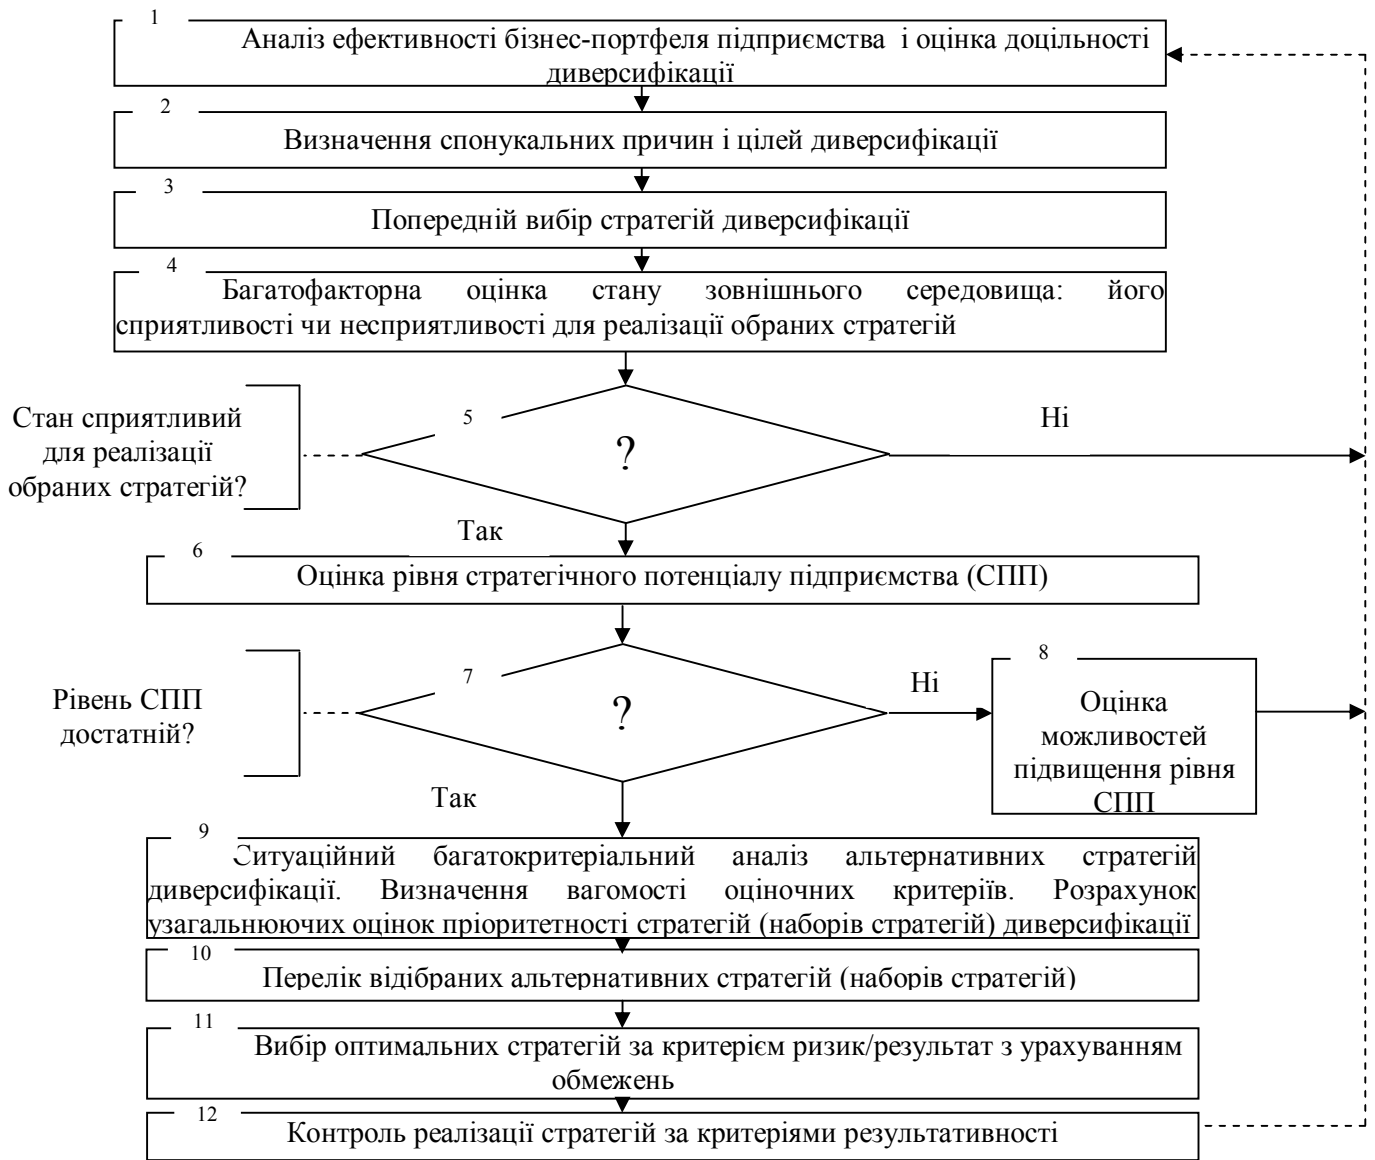 1
Аналіз ефективності бізнес-портфеля підприємства і оцінка доцільності
диверсифікації
2
Визначення спонукальних причин і цілей диверсифікації
3
Попередній вибір стратегій диверсифікації
4
Багатофакторна оцінка стану зовнішнього середовища: його
сприятливості чи несприятливості для реалізації обраних стратегій
Стан сприятливий
для реалізації
обраних стратегій?
5
?
Ні
Так
6
Оцінка рівня стратегічного потенціалу підприємства (СПП)
Рівень СПП
достатній?
7
?
Ні
8
Оцінка
можливостей
підвищення рівня
СПП
Так
9
Ситуаційний багатокритеріальний аналіз альтернативних стратегій
диверсифікації. Визначення вагомості оціночних критеріїв. Розрахунок
узагальнюючих оцінок пріоритетності стратегій (наборів стратегій) диверсифікації
10
Перелік відібраних альтернативних стратегій (наборів стратегій)
11
Вибір оптимальних стратегій за критерієм ризик/результат з урахуванням
обмежень
12
Контроль реалізації стратегій за критеріями результативності